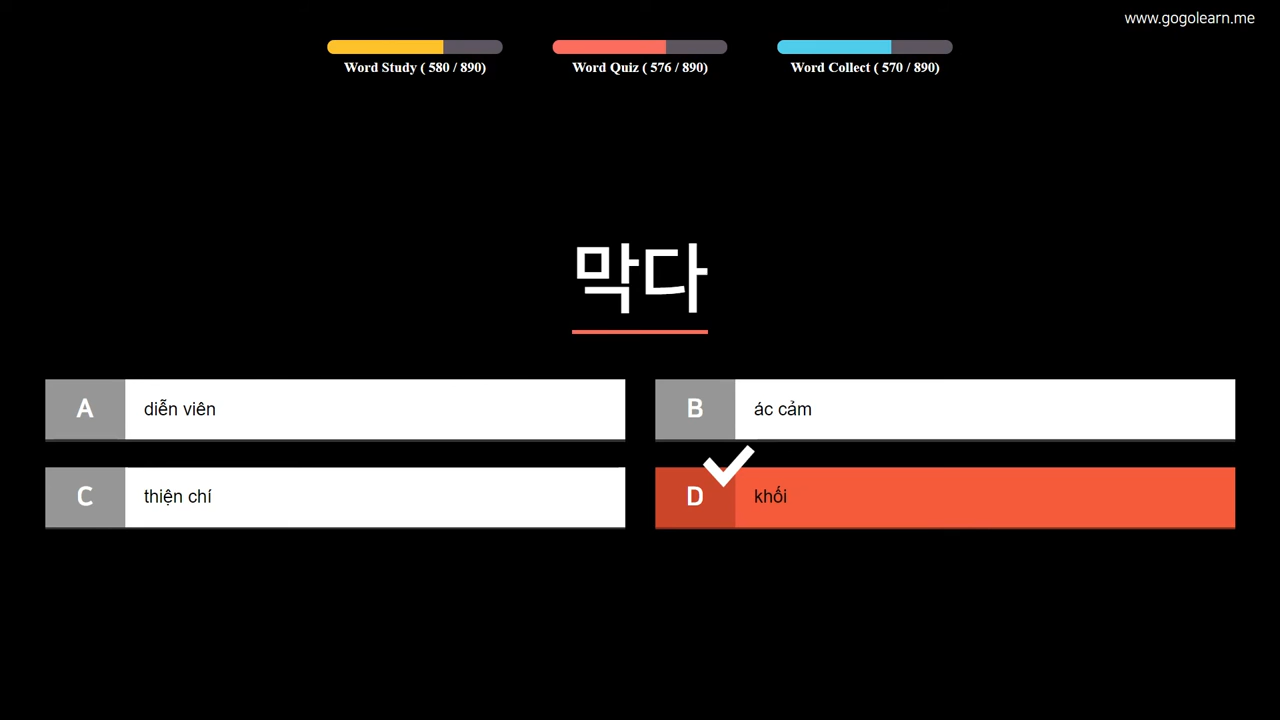 www.gogolearn.me
Word Study ( 580 / 890)
Word Quiz ( 576 / 890)
Word Collect ( 570 / 890)
막다
A diễn viên
B ác cảm
C thiện chí
D khối